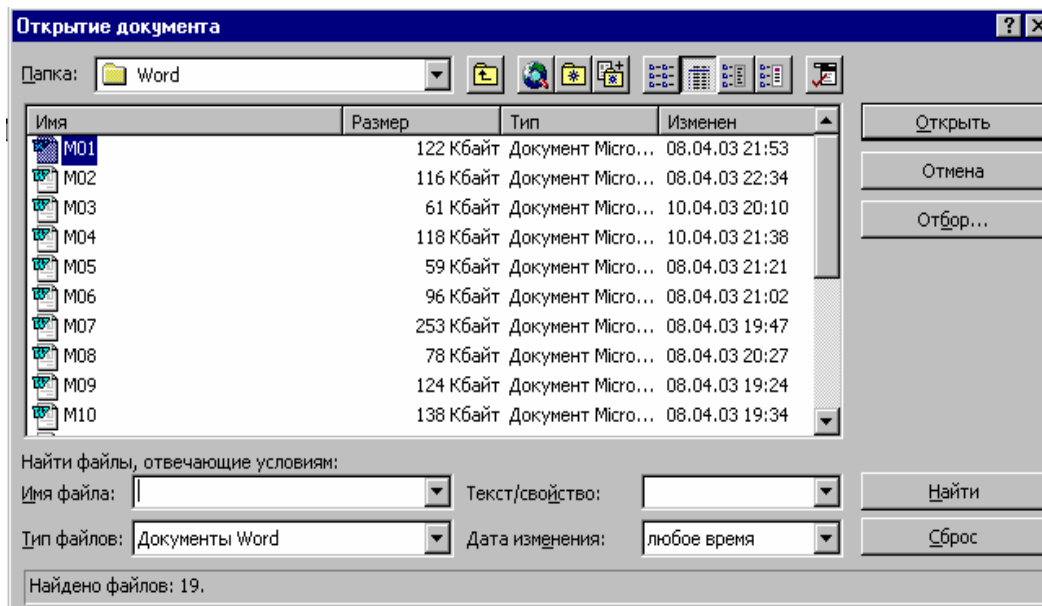 Открытие документа
Папка: Word
Имя Размер Тип Изменен
M01 122 Кбайт Документ Micro... 08.04.03 21:53
M02 116 Кбайт Документ Micro... 08.04.03 22:34
M03 61 Кбайт Документ Micro... 10.04.03 20:10
M04 118 Кбайт Документ Micro... 10.04.03 21:38
M05 59 Кбайт Документ Micro... 08.04.03 21:21
M06 96 Кбайт Документ Micro... 08.04.03 21:02
M07 253 Кбайт Документ Micro... 08.04.03 19:47
M08 78 Кбайт Документ Micro... 08.04.03 20:27
M09 124 Кбайт Документ Micro... 08.04.03 19:24
M10 138 Кбайт Документ Micro... 08.04.03 19:34
Открыть
Отмена
Отбор...
Найти файлы, отвечающие условиям:
Имя файла: Текст/свойство: Найти
Тип файлов: Документы Word Дата изменения: любое время Сброс
Найдено файлов: 19.